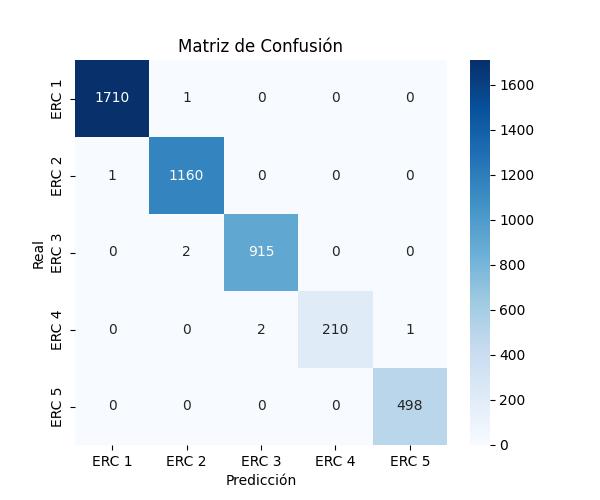 Matriz de Confusión
Real
ERC 1 1710 1 0 0 0
ERC 2 1 1160 0 0 0
ERC 3 0 2 915 0 0
ERC 4 0 0 2 210 1
ERC 5 0 0 0 0 498
ERC 1 ERC 2 ERC 3 ERC 4 ERC 5
Predicción
1600
1400
1200
1000
800
600
400
200
0